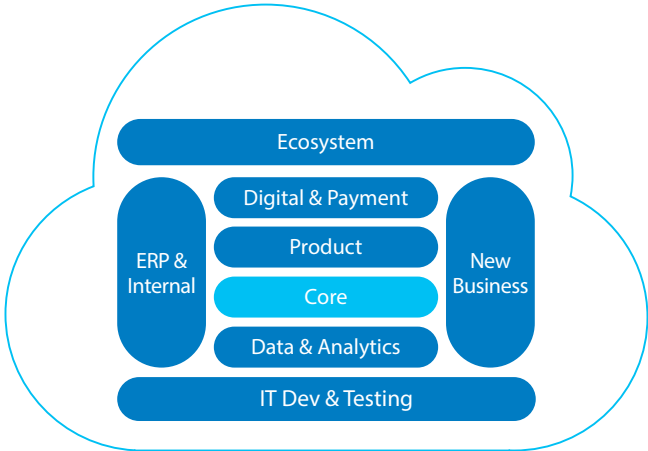 Ecosystem
ERP &
Internal
Digital & Payment
Product
Core
Data & Analytics
New
Business
IT Dev & Testing